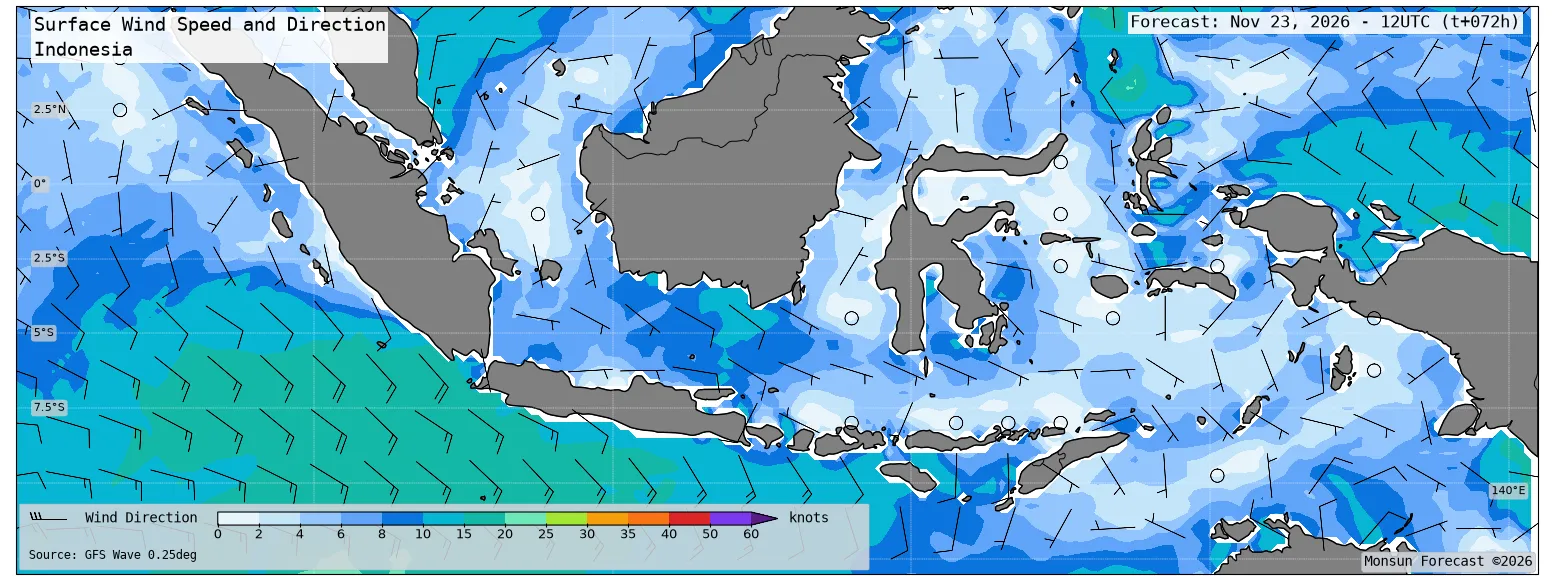 Surface Wind Speed and Direction
Indonesia
Forecast: Nov 23, 2026 - 12UTC (t+072h)
2.5°N
0°
2.5°S
5°S
7.5°S
140°E
Wind Direction
0 2 4 6 8 10 15 20 25 30 35 40 50 60
knots
Source: GFS Wave 0.25deg
Monsun Forecast ©2026